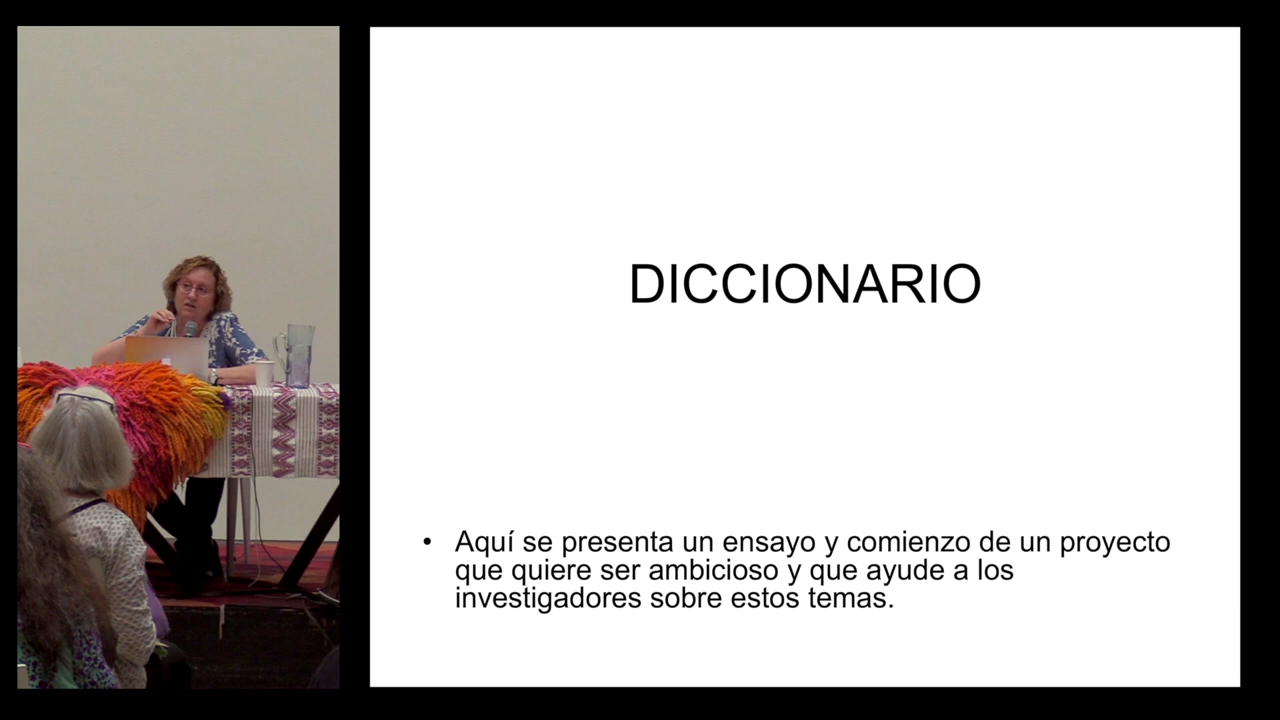 DICCIONARIO
• Aquí se presenta un ensayo y comienzo de un proyecto
que quiere ser ambicioso y que ayude a los
investigadores sobre estos temas.